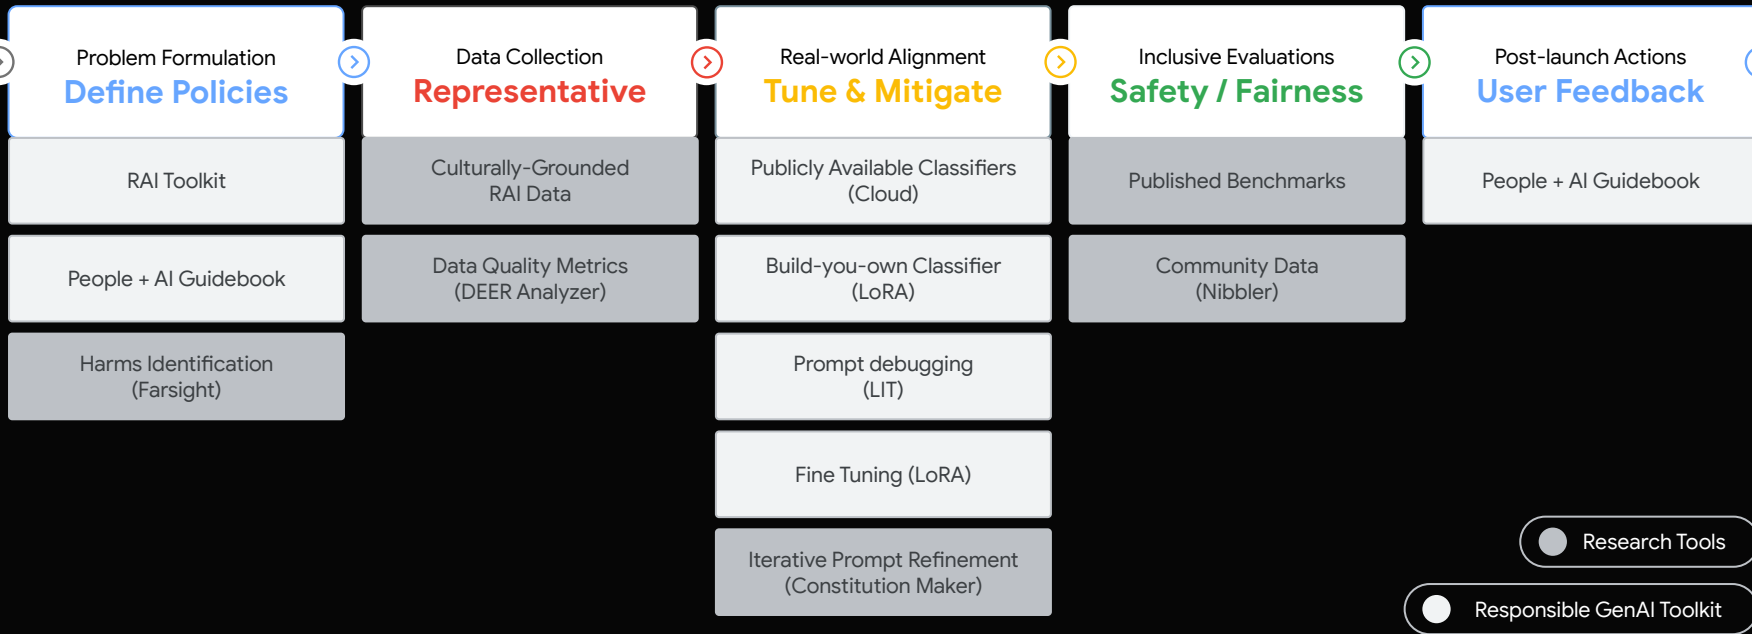 Problem Formulation
Define Policies
RAI Toolkit
People + AI Guidebook
Harms Identification
(Farsight)
Data Collection
Representative
Culturally-Grounded
RAI Data
Data Quality Metrics
(DEER Analyzer)
Real-world Alignment
Tune & Mitigate
Publicly Available Classifiers
(Cloud)
Build-you-own Classifier
(LoRA)
Prompt debugging
(LIT)
Fine Tuning (LoRA)
Iterative Prompt Refinement
(Constitution Maker)
Inclusive Evaluations
Safety / Fairness
Published Benchmarks
Community Data
(Nibbler)
Post-launch Actions
User Feedback
People + AI Guidebook
Research Tools
Responsible GenAI Toolkit